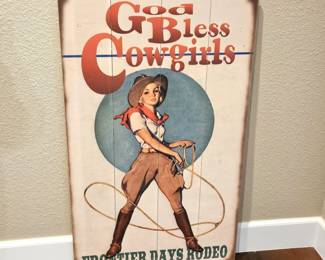 God
Bless
Cowgirls
FRONTIER DAYS RODEO